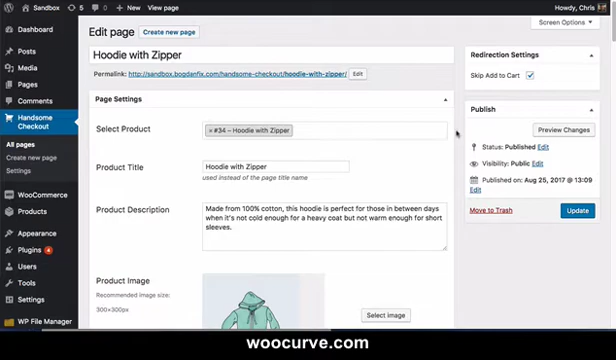 Sandbox 5 0 New View page Howdy, Chris
Screen Options
Dashboard
Posts
Media
Pages
Comments
Handsome
Checkout
All pages
Create new page
Settings
WooCommerce
Products
Appearance
Plugins 4
Users
Tools
Settings
WP File Manager
Edit page Create new page
Hoodie with Zipper
Permalink: http://sandbox.bogdanfix.com/handsome-checkout/hoodie-with-zipper/ Edit
Page Settings
Select Product
× #34 – Hoodie with Zipper
Product Title
Hoodie with Zipper
used instead of the page title name
Product Description
Made from 100% cotton, this hoodie is perfect for those in between days
when it's not cold enough for a heavy coat but not warm enough for short
sleeves.
Product Image
Recommended image size:
300×300px
Select image
Redirection Settings
Skip Add to Cart
Publish
Preview Changes
Status: Published Edit
Visibility: Public Edit
Published on: Aug 25, 2017 @ 13:09
Edit
Move to Trash
Update
woocurve.com